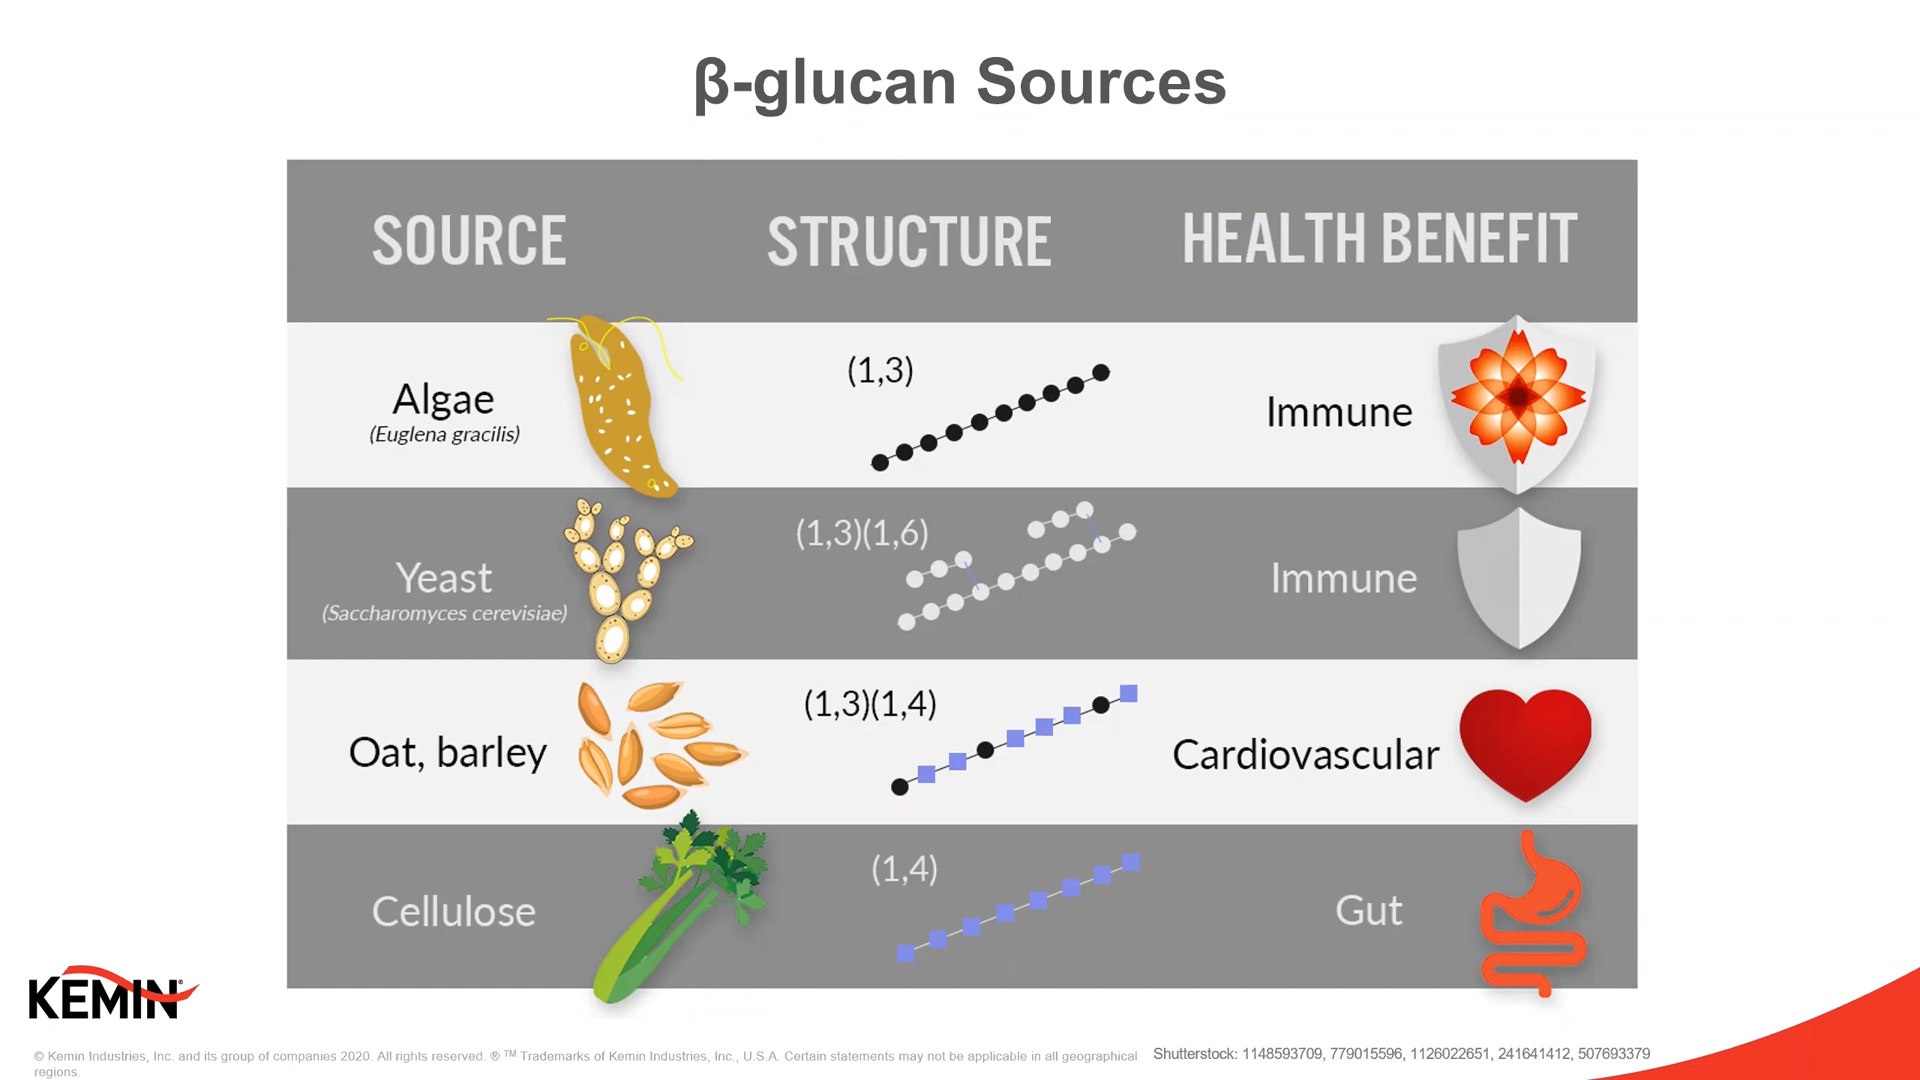 β-glucan Sources
SOURCE STRUCTURE HEALTH BENEFIT
Algae
(Euglena gracilis)
(1,3)
Immune
Yeast
(Saccharomyces cerevisiae)
(1,3)(1,6)
Immune
Oat, barley
(1,3)(1,4)
Cardiovascular
Cellulose
(1,4)
Gut
KEMIN®
© Kemin Industries, Inc. and its group of companies 2020. All rights reserved. ® ™ Trademarks of Kemin Industries, Inc., U.S.A. Certain statements may not be applicable in all geographical
regions.
Shutterstock: 1148593709, 779015596, 1126022651, 241641412, 507693379